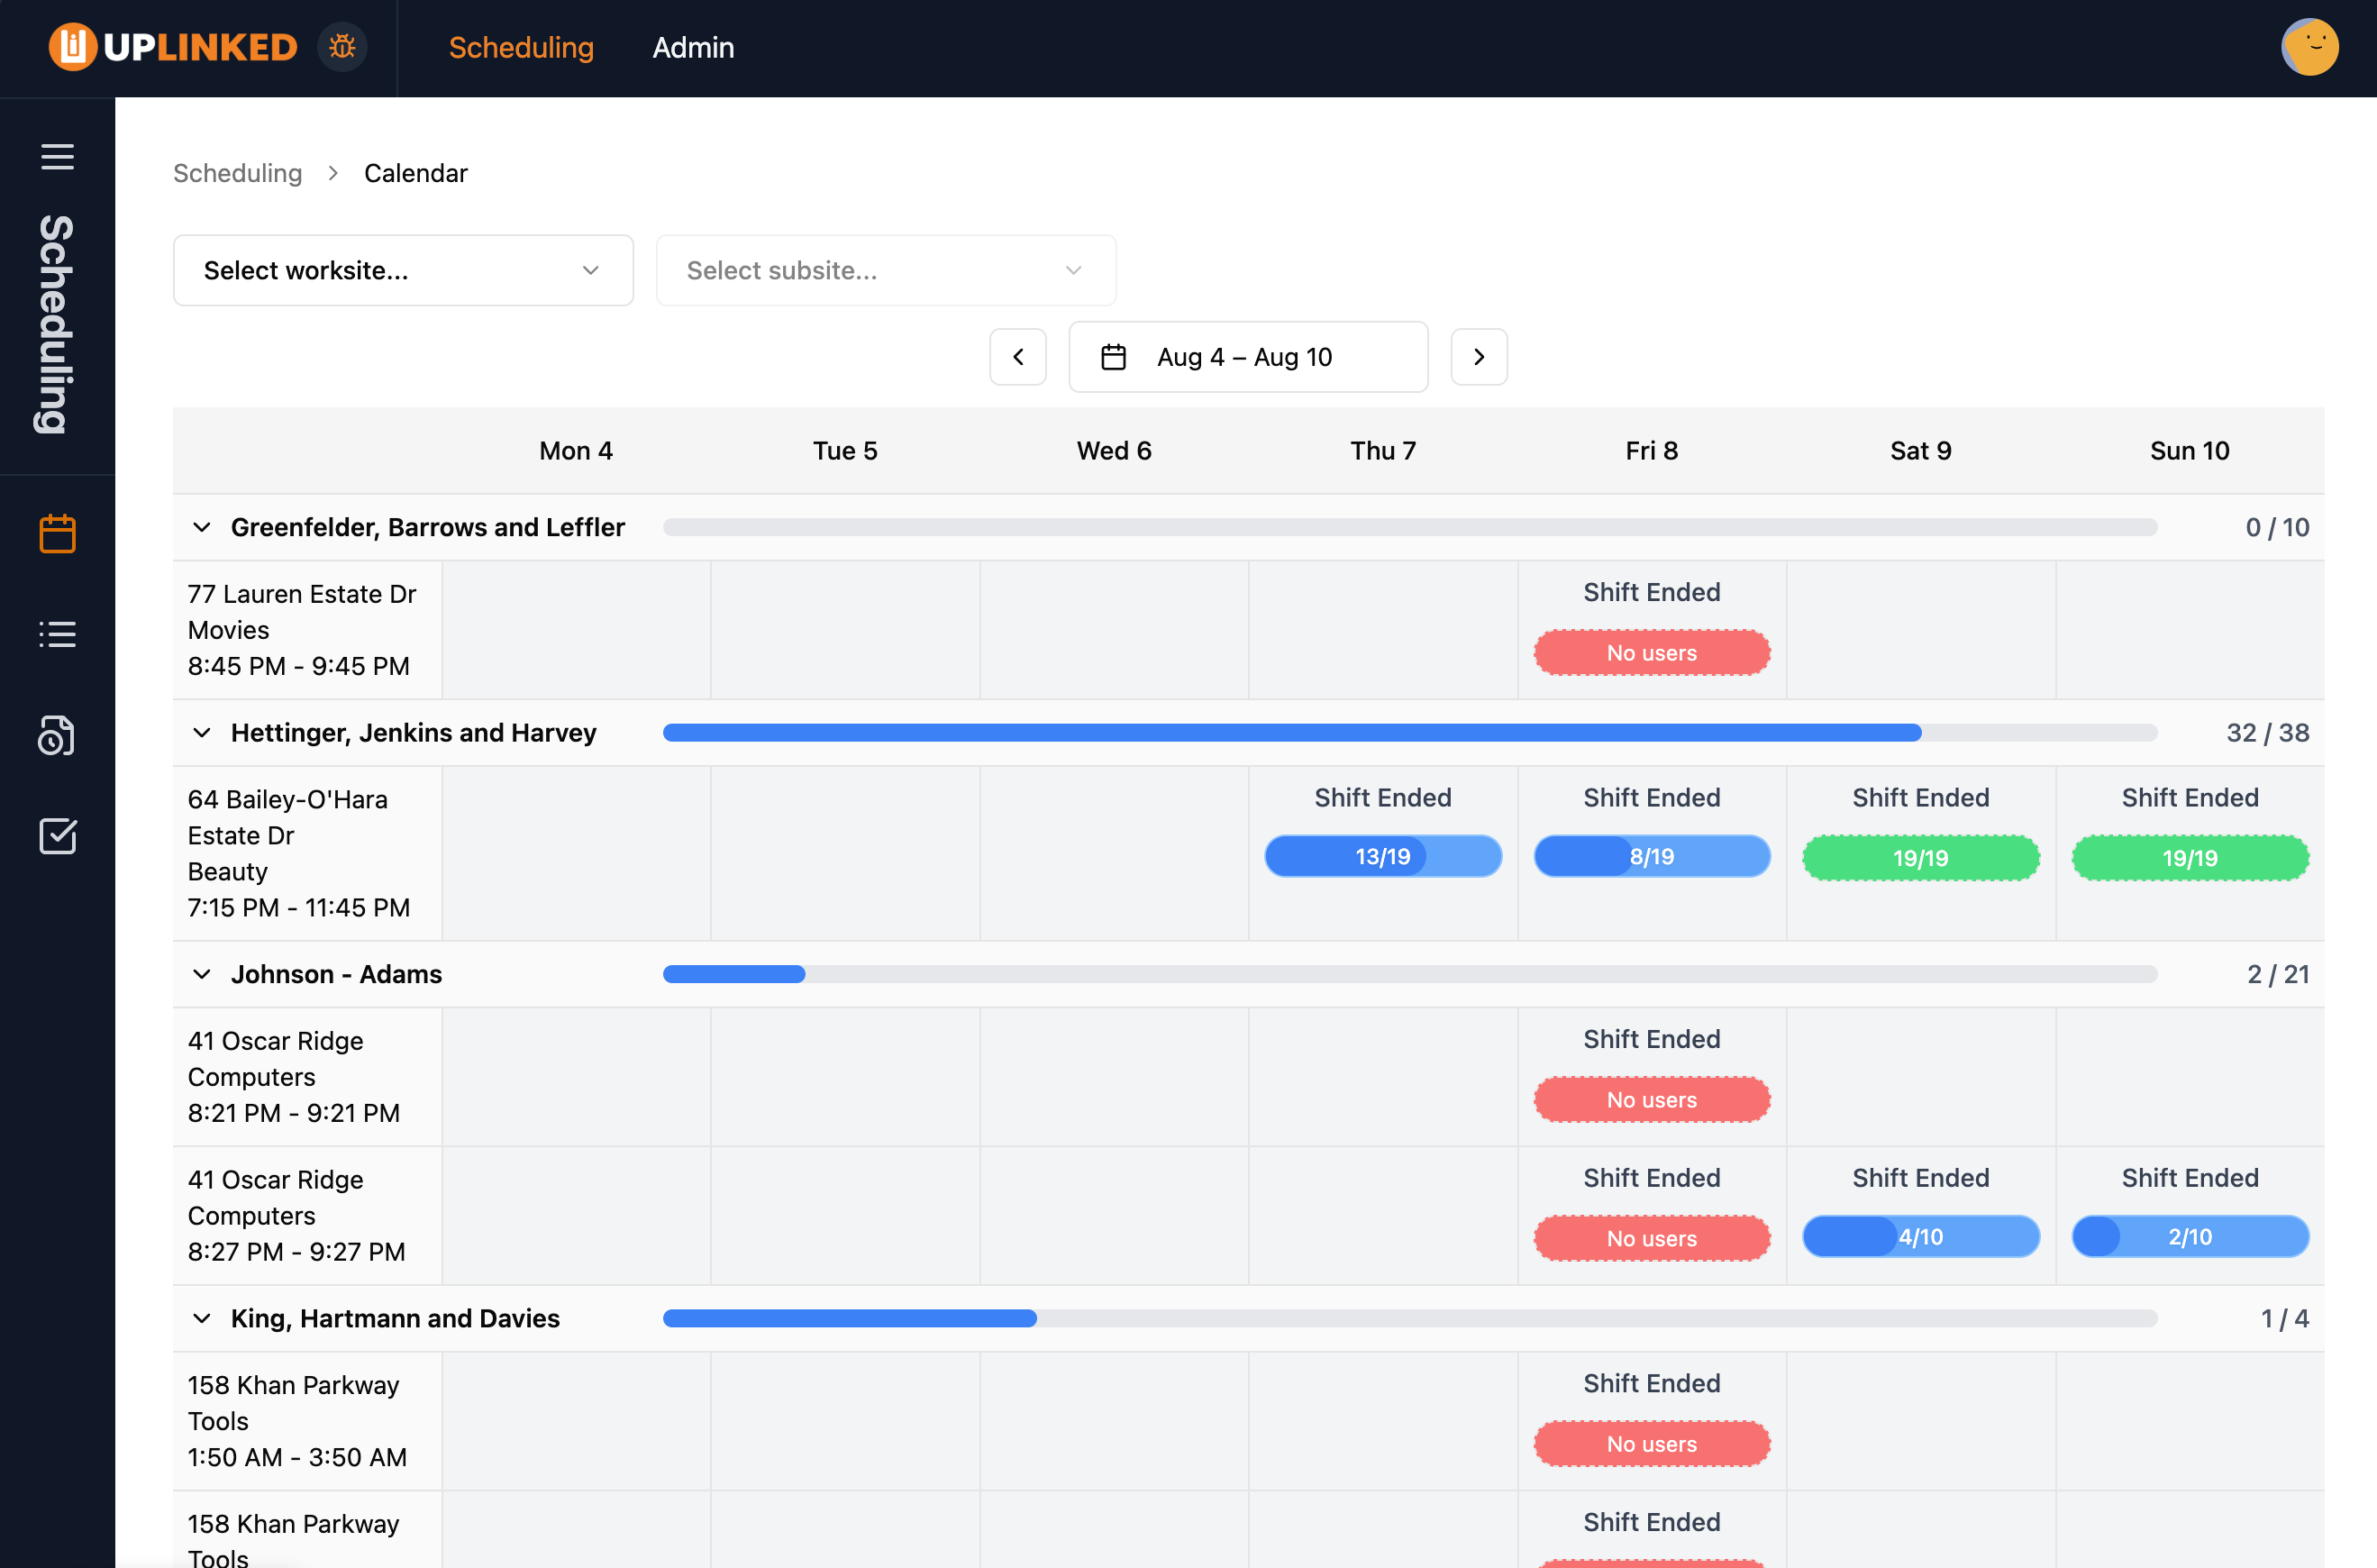 UPLINKED
Scheduling
Admin
Scheduling
Scheduling > Calendar
Select worksite...
Select subsite...
Aug 4 – Aug 10
Mon 4
Tue 5
Wed 6
Thu 7
Fri 8
Sat 9
Sun 10
Greenfelder, Barrows and Leffler
0 / 10
77 Lauren Estate Dr
Movies
8:45 PM - 9:45 PM
Shift Ended
No users
Hettinger, Jenkins and Harvey
32 / 38
64 Bailey-O'Hara
Estate Dr
Beauty
7:15 PM - 11:45 PM
Shift Ended
13/19
Shift Ended
8/19
Shift Ended
19/19
Shift Ended
19/19
Johnson - Adams
2 / 21
41 Oscar Ridge
Computers
8:21 PM - 9:21 PM
Shift Ended
No users
41 Oscar Ridge
Computers
8:27 PM - 9:27 PM
Shift Ended
No users
Shift Ended
4/10
Shift Ended
2/10
King, Hartmann and Davies
1 / 4
158 Khan Parkway
Tools
1:50 AM - 3:50 AM
Shift Ended
No users
158 Khan Parkway
Tools
Shift Ended